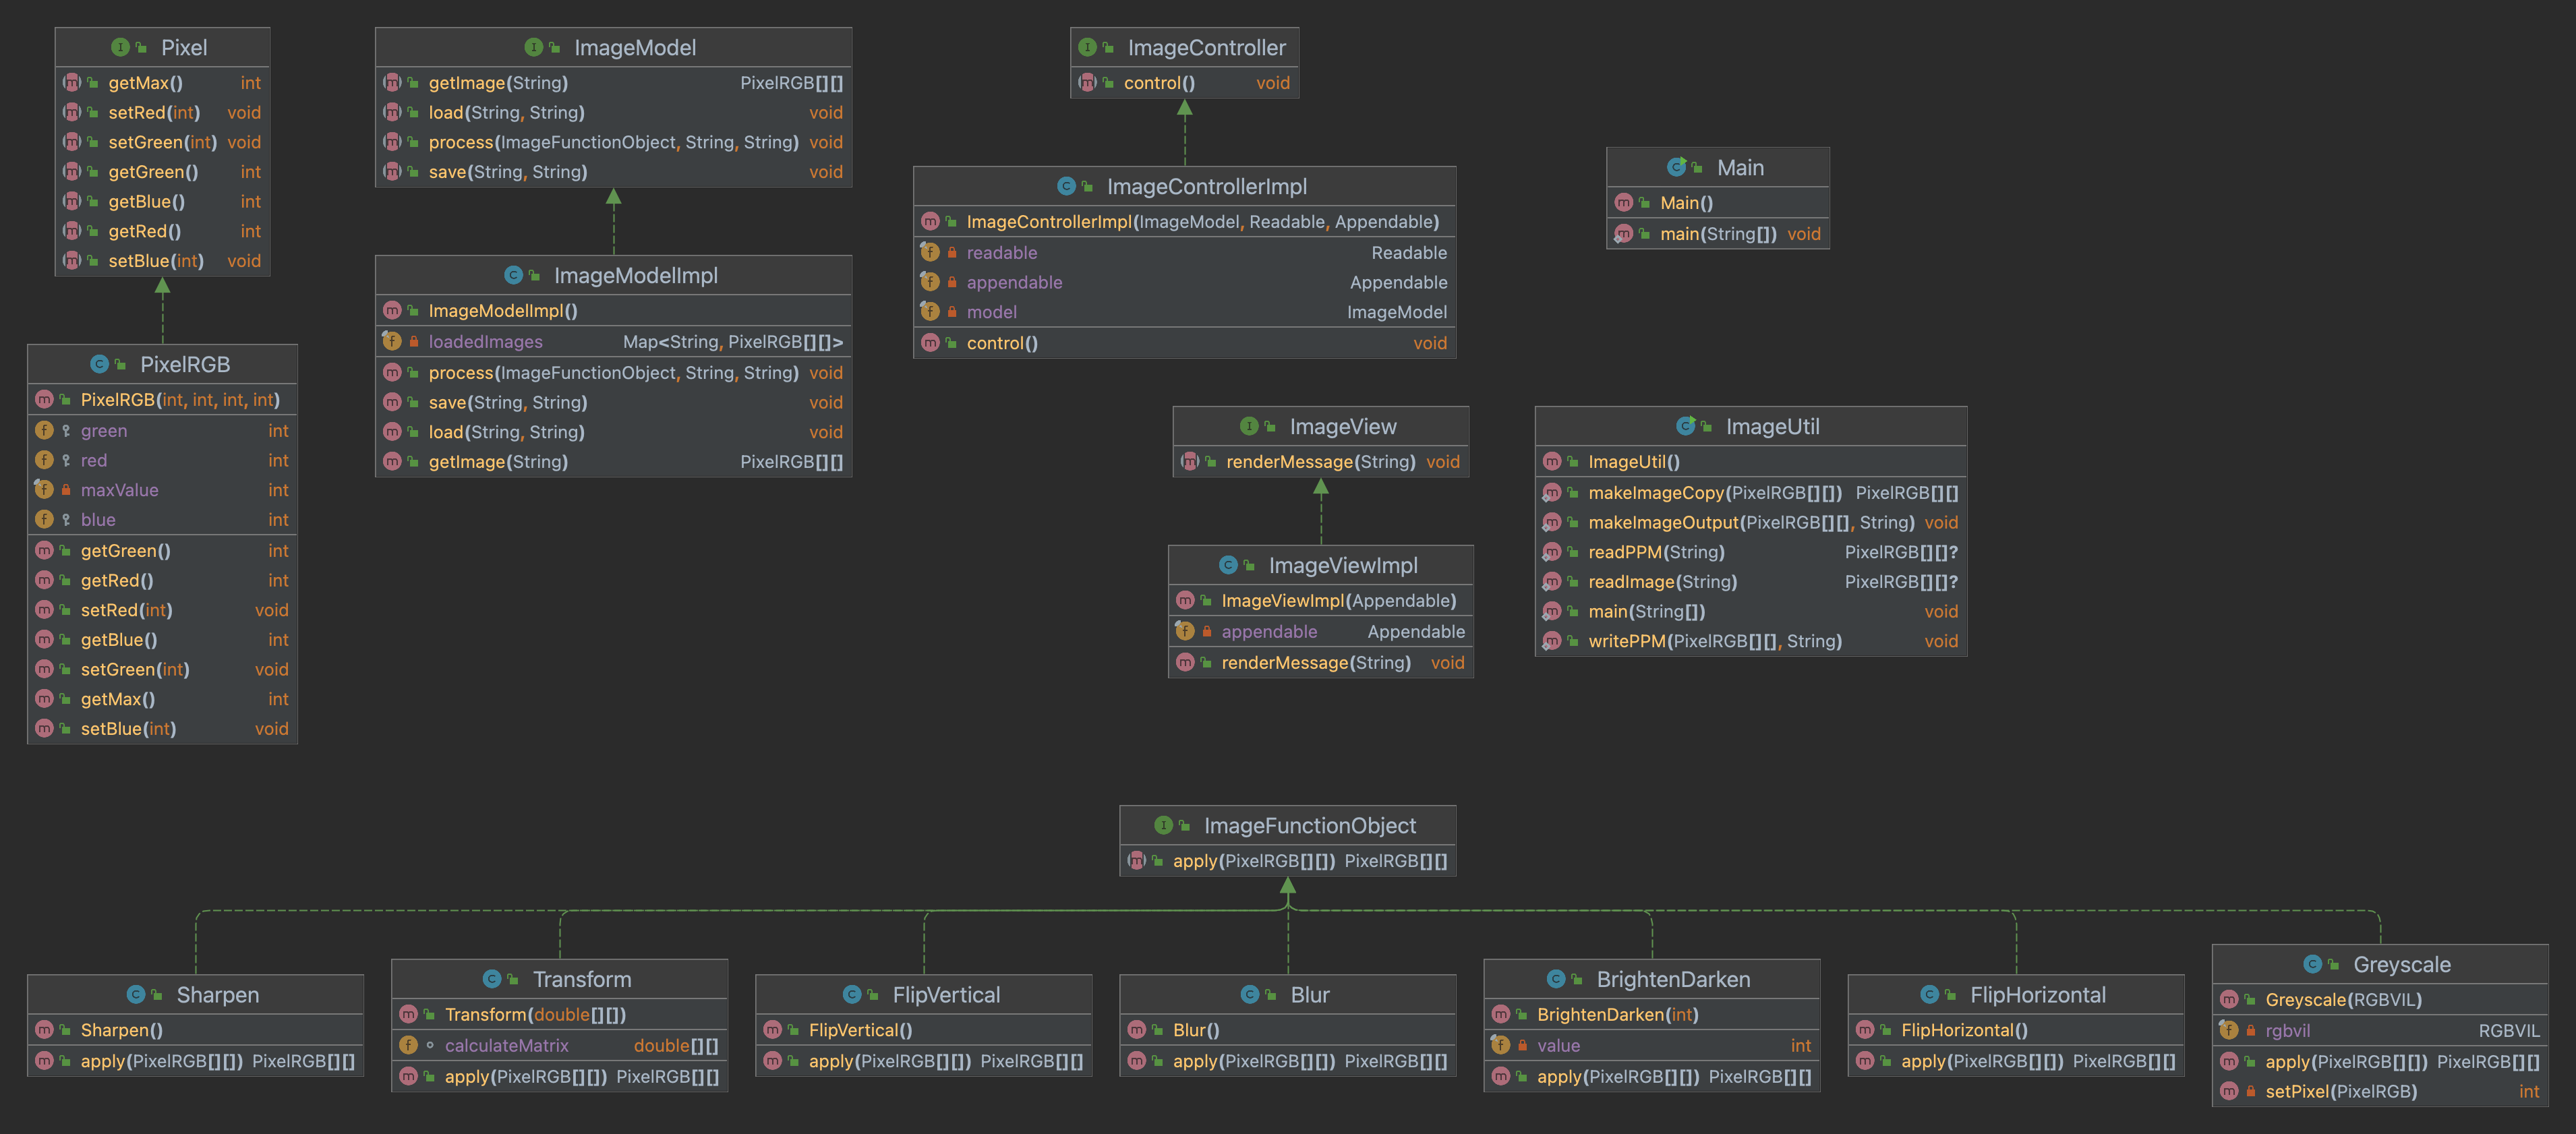 Pixel
getMax() int
setRed(int) void
setGreen(int) void
getGreen() int
getBlue() int
getRed() int
setBlue(int) void
PixelRGB
PixelRGB(int, int, int, int)
green int
red int
maxValue int
blue int
getGreen() int
getRed() int
setRed(int) void
getBlue() int
setGreen(int) void
getMax() int
setBlue(int) void
ImageModel
getImage(String) PixelRGB[][]
load(String, String) void
process(ImageFunctionObject, String, String) void
save(String, String) void
ImageModelImpl
ImageModelImpl()
loadedImages Map<String, PixelRGB[][]>
process(ImageFunctionObject, String, String) void
save(String, String) void
load(String, String) void
getImage(String) PixelRGB[][]
ImageController
control() void
ImageControllerImpl
ImageControllerImpl(ImageModel, Readable, Appendable)
readable Readable
appendable Appendable
model ImageModel
control() void
Main
Main()
main(String[]) void
ImageView
renderMessage(String) void
ImageViewImpl
ImageViewImpl(Appendable)
appendable Appendable
renderMessage(String) void
ImageUtil
ImageUtil()
makeImageCopy(PixelRGB[][]) PixelRGB[][]
makeImageOutput(PixelRGB[][], String) void
readPPM(String) PixelRGB[][]?
readImage(String) PixelRGB[][]?
main(String[]) void
writePPM(PixelRGB[][], String) void
ImageFunctionObject
apply(PixelRGB[][]) PixelRGB[][]
Sharpen
Sharpen()
apply(PixelRGB[][]) PixelRGB[][]
Transform
Transform(double[][])
calculateMatrix double[][]
apply(PixelRGB[][]) PixelRGB[][]
FlipVertical
FlipVertical()
apply(PixelRGB[][]) PixelRGB[][]
Blur
Blur()
apply(PixelRGB[][]) PixelRGB[][]
BrightenDarken
BrightenDarken(int)
value int
apply(PixelRGB[][]) PixelRGB[][]
FlipHorizontal
FlipHorizontal()
apply(PixelRGB[][]) PixelRGB[][]
Greyscale
Greyscale(RGBVIL)
rgbvil RGBVIL
apply(PixelRGB[][]) PixelRGB[][]
setPixel(PixelRGB) int